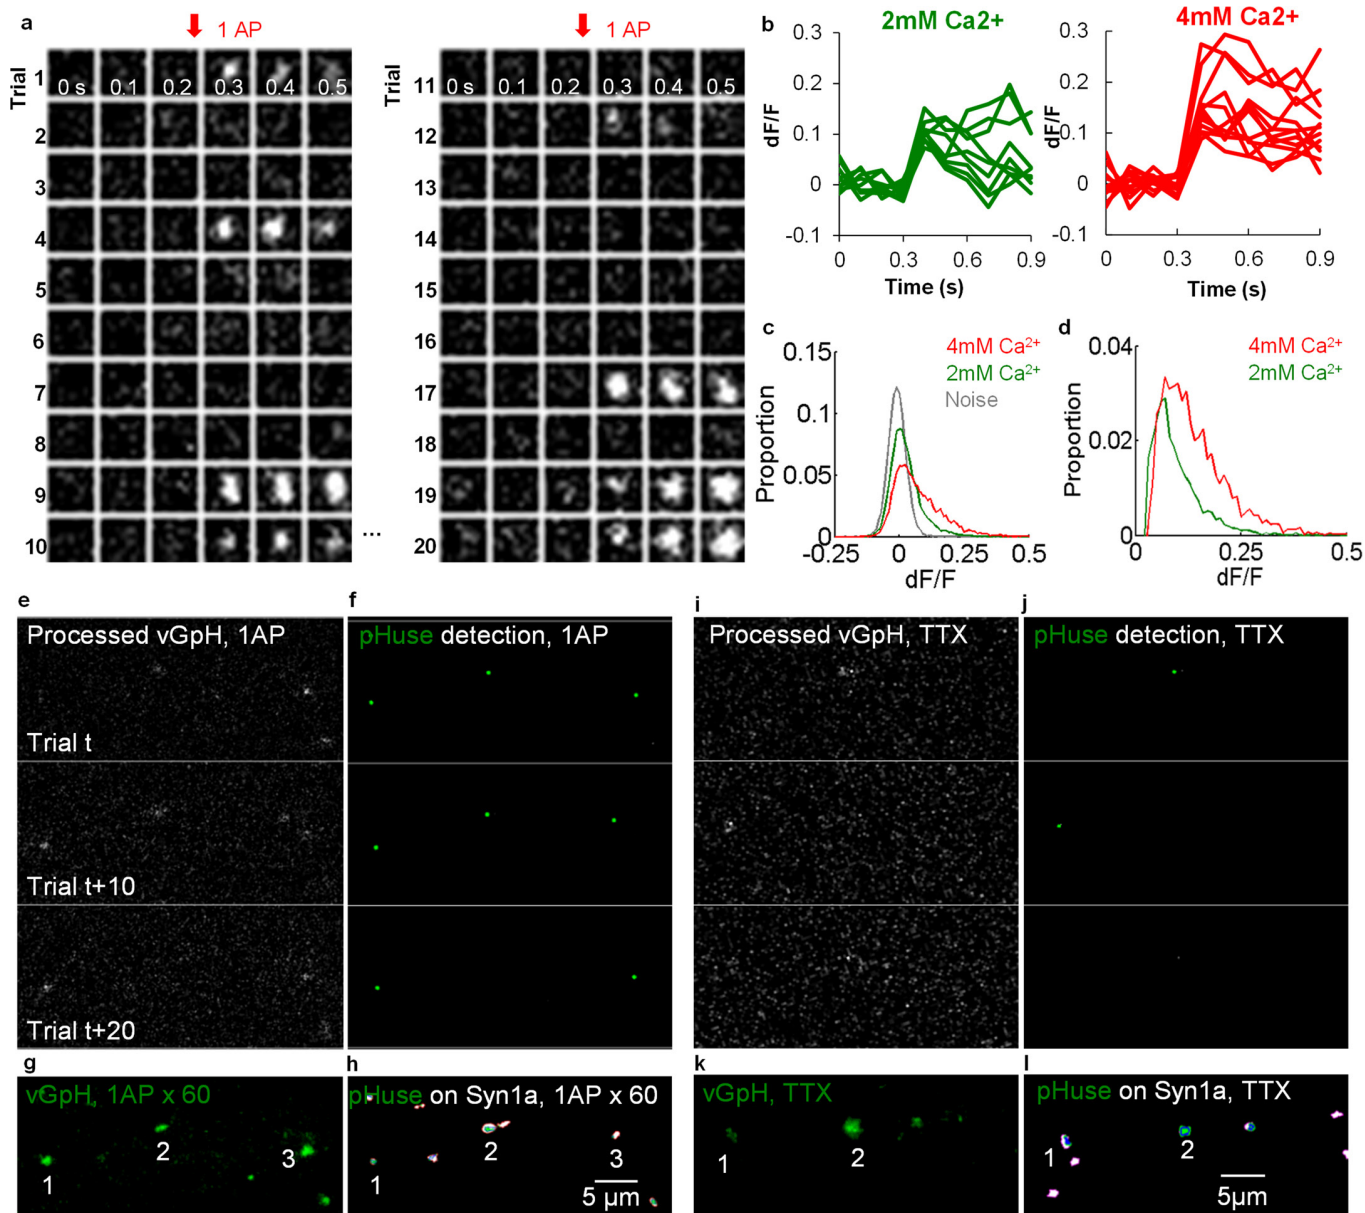 a
1 AP
1 AP
Trial
1
0 s 0.1 0.2 0.3 0.4 0.5
2
3
4
5
6
7
8
9
10
...
Trial
11
0 s 0.1 0.2 0.3 0.4 0.5
12
13
14
15
16
17
18
19
20
b
2mM Ca2+
dF/F
0.3
0.2
0.1
0
-0.1
0 0.3 0.6 0.9
Time (s)
4mM Ca2+
dF/F
0.3
0.2
0.1
0
-0.1
0 0.3 0.6 0.9
Time (s)
c
4mM Ca²⁺
2mM Ca²⁺
Noise
Proportion
0.15
0.1
0.05
0
-0.25 0 0.25 0.5
dF/F
d
4mM Ca²⁺
2mM Ca²⁺
Proportion
0.04
0.02
0
0 0.25 0.5
dF/F
e
Processed vGpH, 1AP
Trial t
Trial t+10
Trial t+20
f
pHuse detection, 1AP
g
vGpH, 1AP x 60
1
2
3
h
pHuse on Syn1a, 1AP x 60
1
2
3
5 µm
i
Processed vGpH, TTX
j
pHuse detection, TTX
k
vGpH, TTX
1
2
l
pHuse on Syn1a, TTX
1
2
5µm